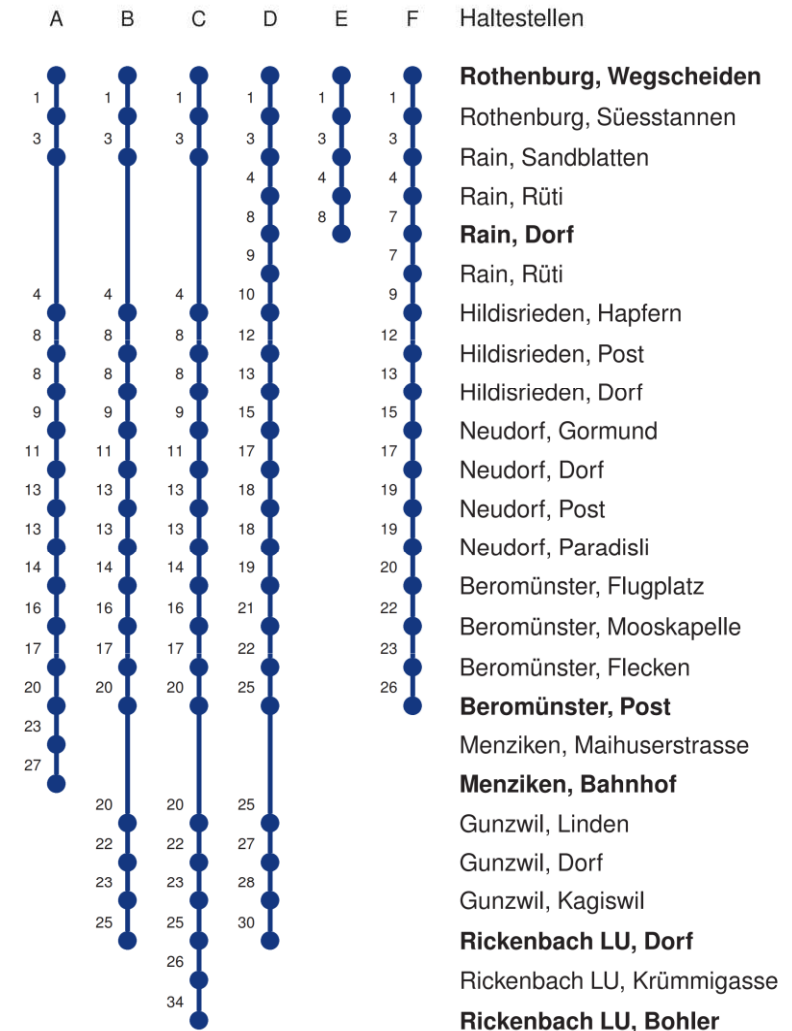 A B C D E F Haltestellen
Rothenburg, Wegscheiden
1 1 1 1 1 1
Rothenburg, Süesstannen
3 3 3 3 3 3
Rain, Sandblatten
4 4 4
Rain, Rüti
8 8 7
Rain, Dorf
9 7
Rain, Rüti
4 4 4 10 9
Hildisrieden, Hapfern
8 8 8 12 12
Hildisrieden, Post
8 8 8 13 13
Hildisrieden, Dorf
9 9 9 15 15
Neudorf, Gormund
11 11 11 17 17
Neudorf, Dorf
13 13 13 18 19
Neudorf, Post
13 13 13 18 19
Neudorf, Paradisli
14 14 14 19 20
Beromünster, Flugplatz
16 16 16 21 22
Beromünster, Mooskapelle
17 17 17 22 23
Beromünster, Flecken
20 20 20 25 26
Beromünster, Post
23
Menziken, Maihuserstrasse
27
Menziken, Bahnhof
20 20 25
Gunzwil, Linden
22 22 27
Gunzwil, Dorf
23 23 28
Gunzwil, Kagiswil
25 25 30
Rickenbach LU, Dorf
26
Rickenbach LU, Krümmigasse
34
Rickenbach LU, Bohler